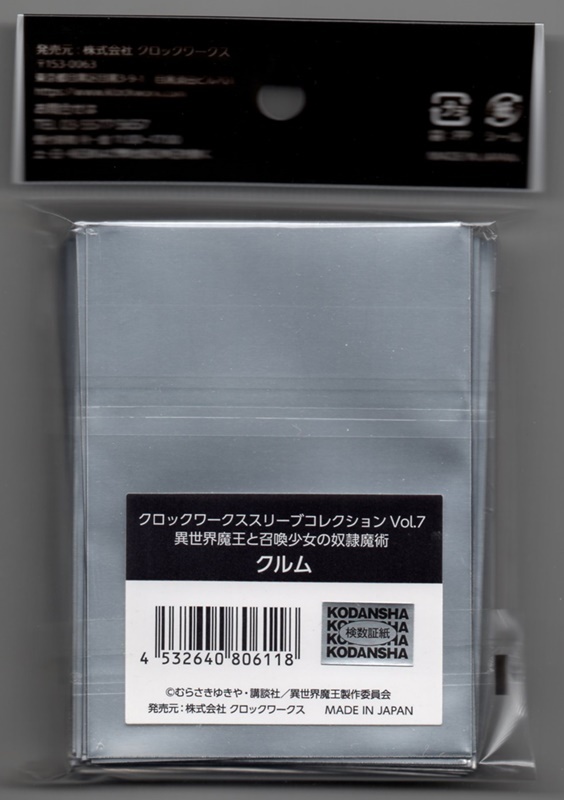 発売元：株式会社 クロックワークス
〒153-0063
クロックワークススリーブコレクション Vol.7
異世界魔王と召喚少女の奴隷魔術
クルム
4 532640 806118
KODANSHA
KODANSHA
検数証紙
KODANSHA
KODANSHA
©むらさきゆきや・講談社／異世界魔王製作委員会
発売元：株式会社 クロックワークス MADE IN JAPAN